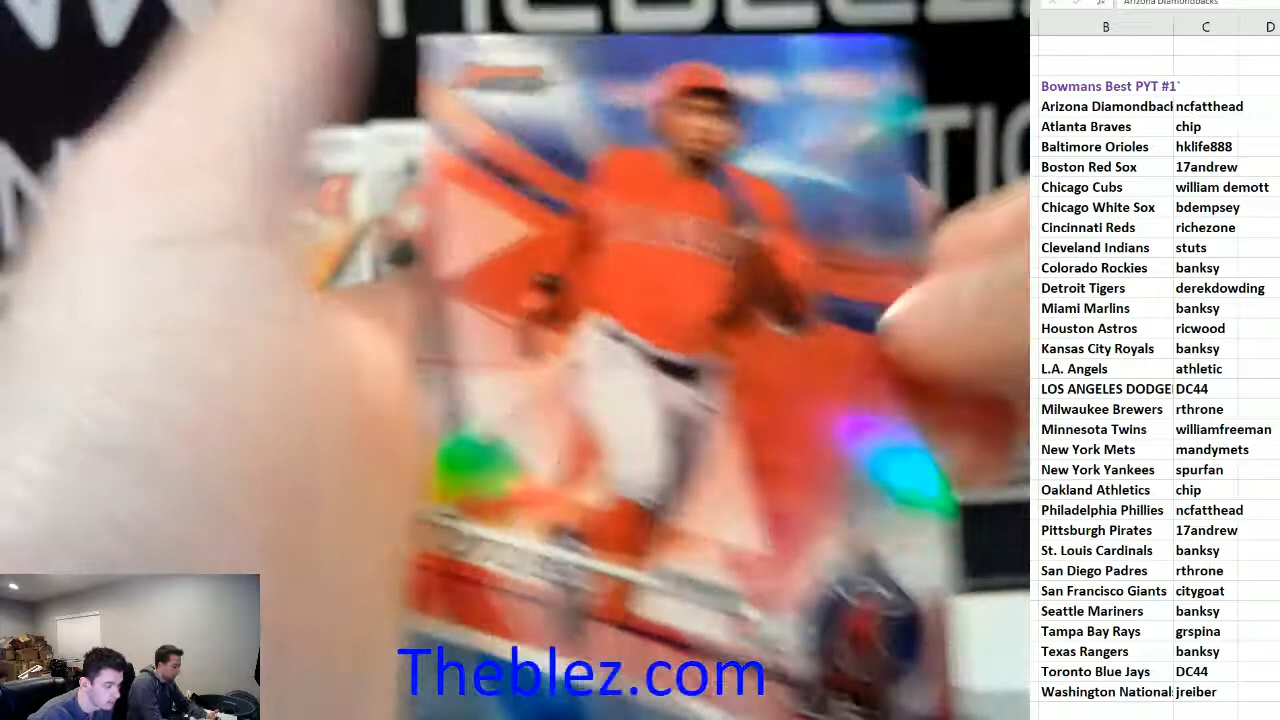 Arizona Diamondbacks
B C D
Bowmans Best PYT #1`
Arizona Diamondbacl ncfatthead
Atlanta Braves chip
Baltimore Orioles hklife888
Boston Red Sox 17andrew
Chicago Cubs william demott
Chicago White Sox bdempsey
Cincinnati Reds richezone
Cleveland Indians stuts
Colorado Rockies banksy
Detroit Tigers derekdowding
Miami Marlins banksy
Houston Astros ricwood
Kansas City Royals banksy
L.A. Angels athletic
LOS ANGELES DODGE DC44
Milwaukee Brewers rthrone
Minnesota Twins williamfreeman
New York Mets mandymets
New York Yankees spurfan
Oakland Athletics chip
Philadelphia Phillies ncfatthead
Pittsburgh Pirates 17andrew
St. Louis Cardinals banksy
San Diego Padres rthrone
San Francisco Giants citygoat
Seattle Mariners banksy
Tampa Bay Rays grspina
Texas Rangers banksy
Toronto Blue Jays DC44
Washington National: jreiber
Theblez.com